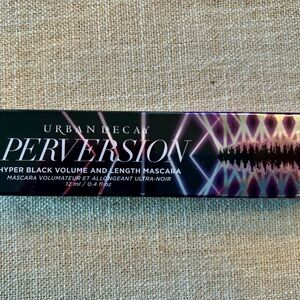 URBAN DECAY
PERVERSION
HYPER BLACK VOLUME AND LENGTH MASCARA
MASCARA VOLUMATEUR ET ALLONGEANT ULTRA-NOIR
12 ml / 0.4 fl oz